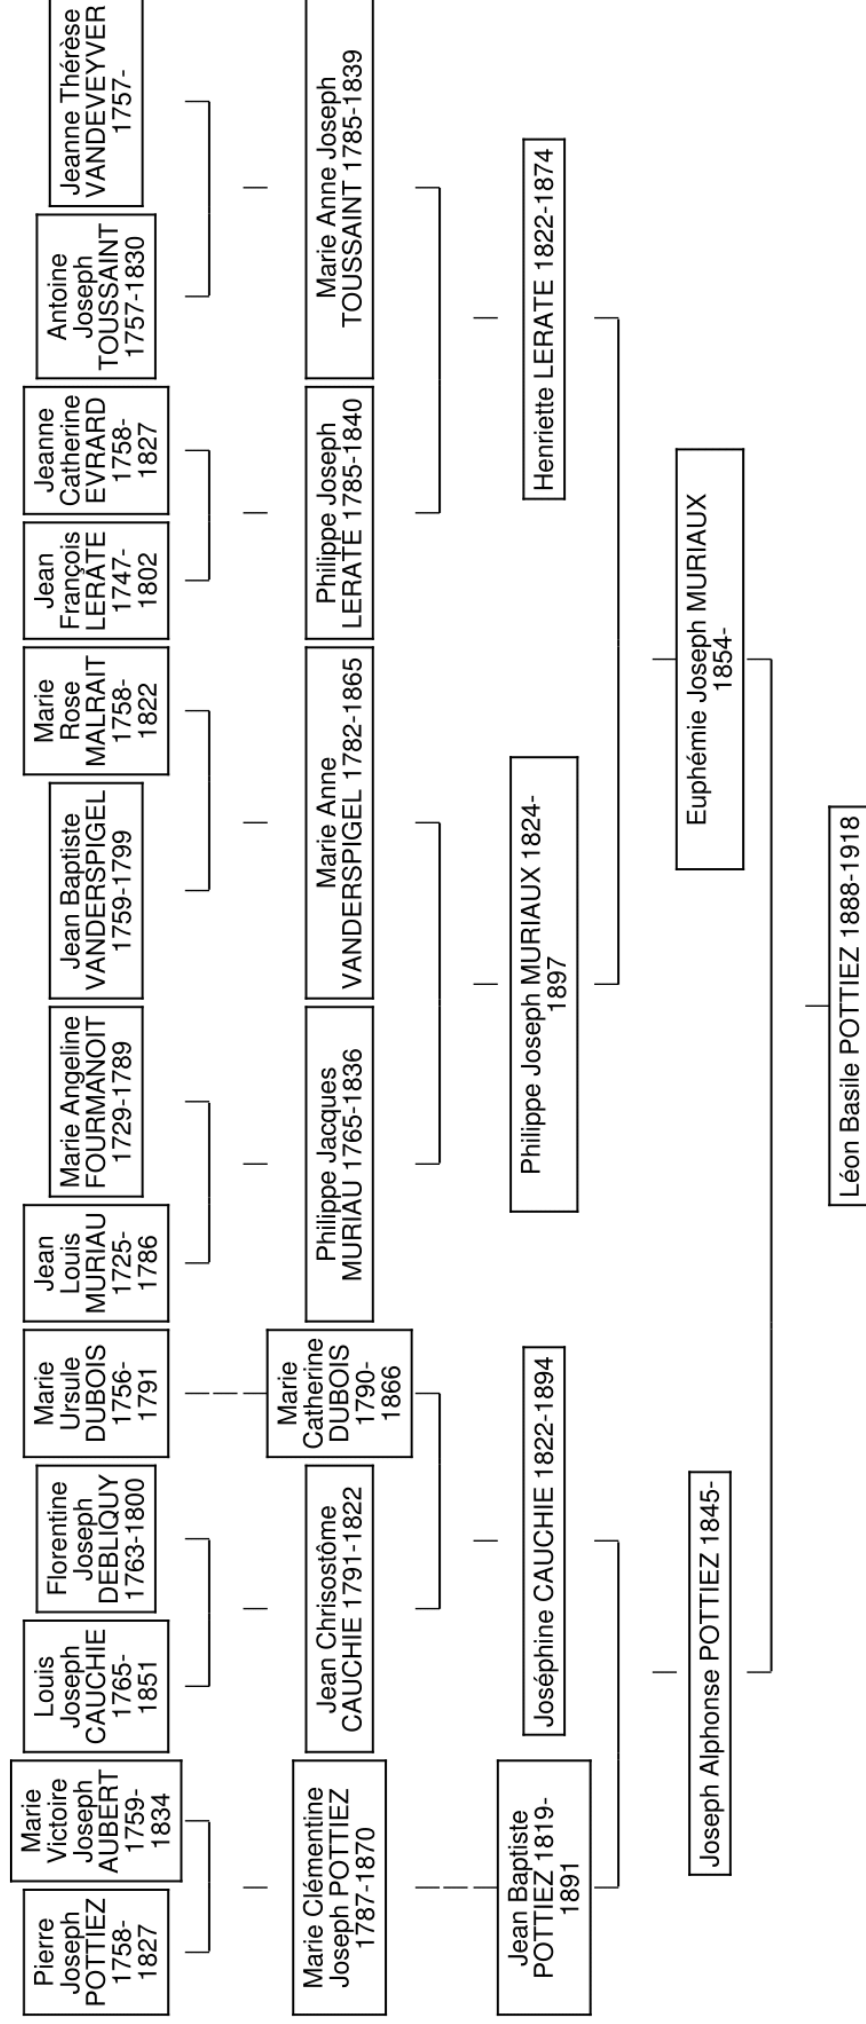 Pierre
Joseph
POTTIEZ
1758-
1827
Marie
Victoire
Joseph
AUBERT
1759-
1834
Louis
Joseph
CAUCHIE
1765-
1851
Florentine
Joseph
DEBLIQUY
1763-1800
Marie
Ursule
DUBOIS
1756-
1791
Jean
Louis
MURIAU
1725-
1786
Marie Angeline
FOURMANOIT
1729-1789
Jean Baptiste
VANDERSPIGEL
1759-1799
Marie
Rose
MALRAIT
1758-
1822
Jean
François
LERATE
1747-
1802
Jeanne
Catherine
EVRARD
1758-
1827
Antoine
Joseph
TOUSSAINT
1757-1830
Jeanne Thérèse
VANDEVEYVER
1757-
Marie Clémentine
Joseph POTTIEZ
1787-1870
Jean Chrisostôme
CAUCHIE 1791-1822
Marie
Catherine
DUBOIS
1790-
1866
Philippe Jacques
MURIAU 1765-1836
Marie Anne
VANDERSPIGEL 1782-1865
Philippe Joseph
LERATE 1785-1840
Marie Anne Joseph
TOUSSAINT 1785-1839
Jean Baptiste
POTTIEZ 1819-
1891
Joséphine CAUCHIE 1822-1894
Philippe Joseph MURIAUX 1824-
1897
Henriette LERATE 1822-1874
Joseph Alphonse POTTIEZ 1845-
Euphémie Joseph MURIAUX
1854-
Léon Basile POTTIEZ 1888-1918